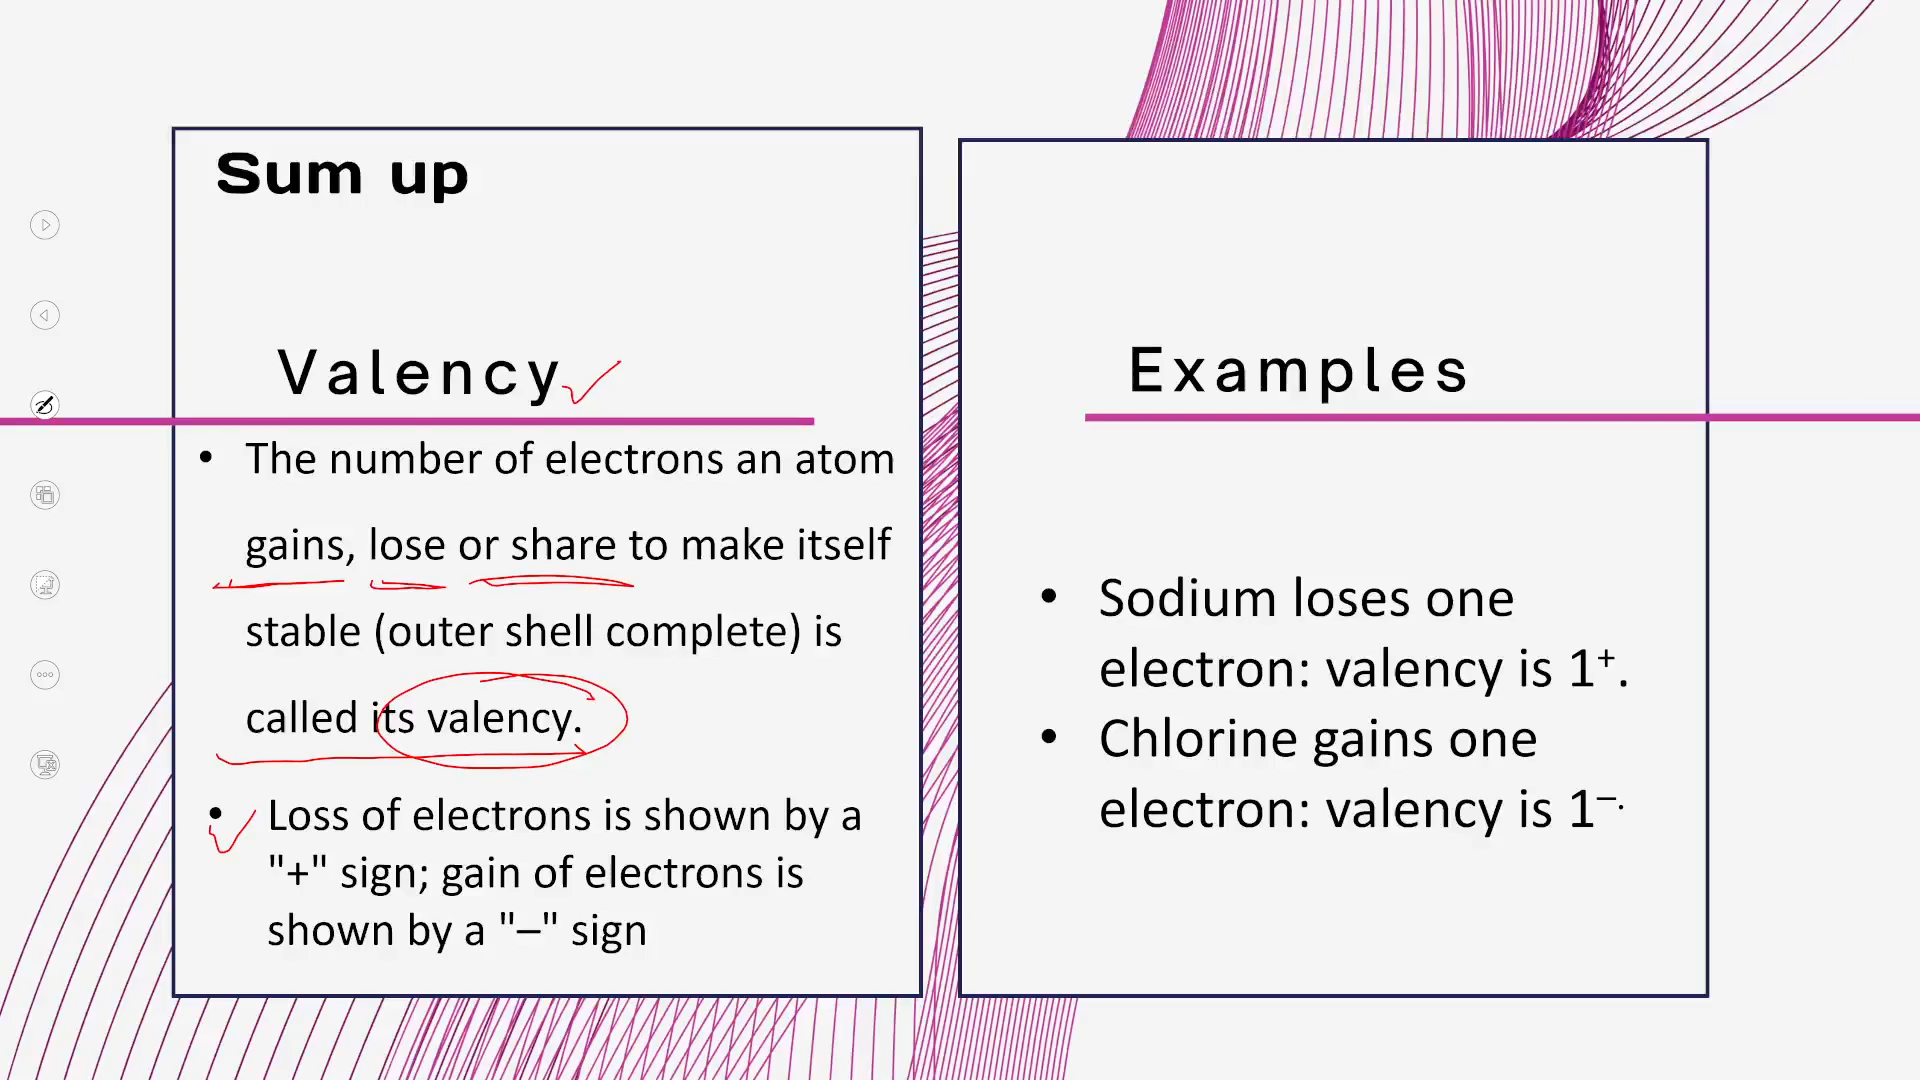 Sum up
Valency
• The number of electrons an atom
gains, lose or share to make itself
stable (outer shell complete) is
called its valency.
• Loss of electrons is shown by a
"+" sign; gain of electrons is
shown by a "–" sign
Examples
• Sodium loses one
electron: valency is 1⁺.
• Chlorine gains one
electron: valency is 1⁻.